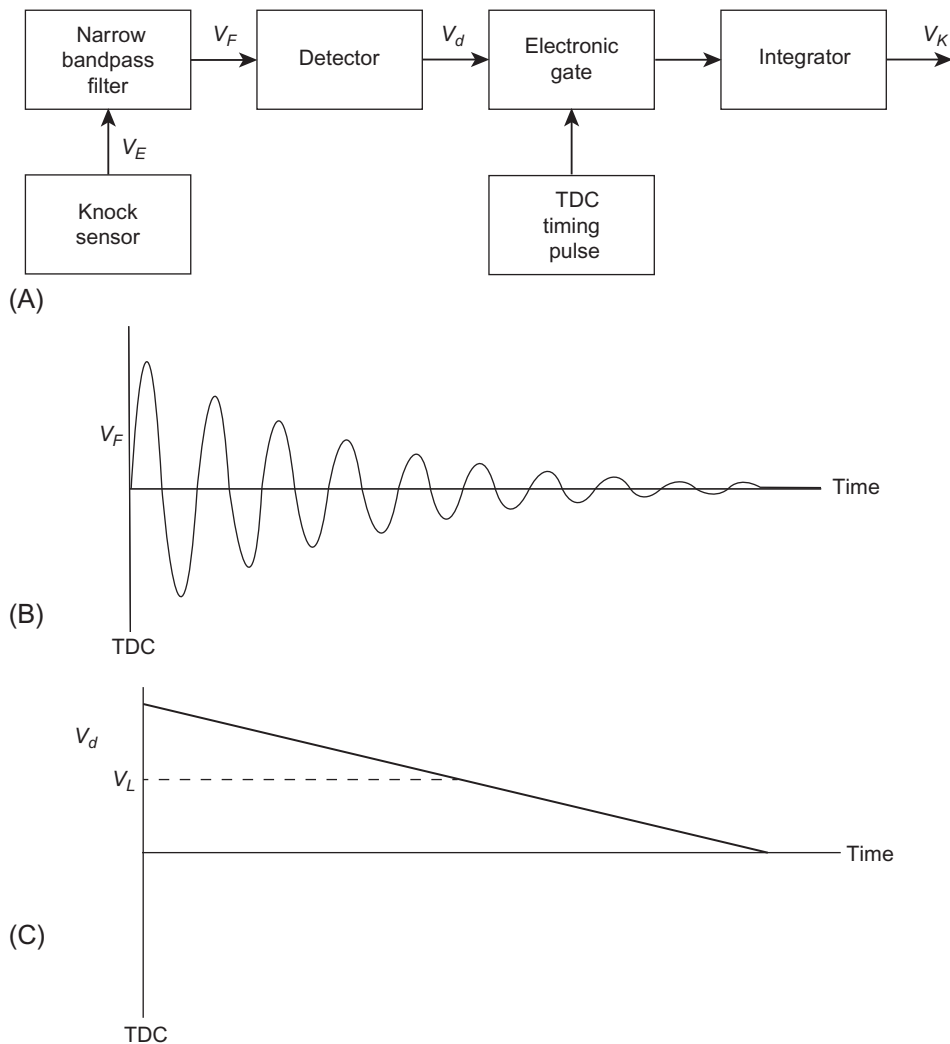 Narrow
bandpass
filter
V_F
Detector
V_d
Electronic
gate
Integrator
V_K
V_E
Knock
sensor
TDC
timing
pulse
(A)
V_F
Time
(B)
TDC
V_d
V_L
Time
(C)
TDC